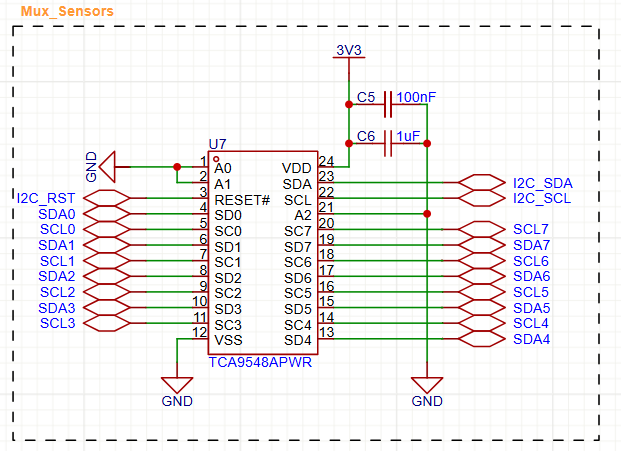 Mux_Sensors
3V3
C5 100nF
C6 1uF
U7
GND
1 A0 VDD 24
2 A1 SDA 23 I2C_SDA
I2C_RST 3 RESET# SCL 22 I2C_SCL
SDA0 4 SD0 A2 21
SCL0 5 SC0 SC7 20 SCL7
SDA1 6 SD1 SD7 19 SDA7
SCL1 7 SC1 SC6 18 SCL6
SDA2 8 SD2 SD6 17 SDA6
SCL2 9 SC2 SC5 16 SCL5
SDA3 10 SD3 SD5 15 SDA5
SCL3 11 SC3 SC4 14 SCL4
12 VSS SD4 13 SDA4
TCA9548APWR
GND GND